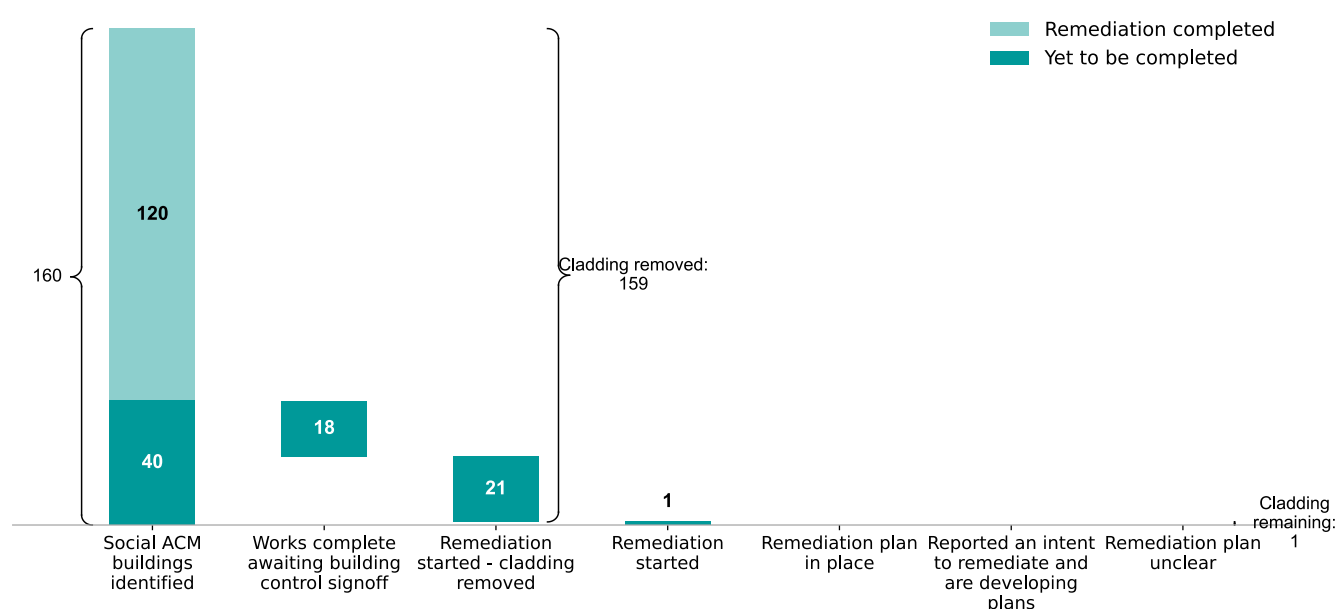 Remediation completed
Yet to be completed
120
160
Cladding removed:
159
40
18
21
1
Cladding
remaining:
1
Social ACM
buildings
identified
Works complete
awaiting building
control signoff
Remediation
started - cladding
removed
Remediation
started
Remediation plan
in place
Reported an intent
to remediate and
are developing
plans
Remediation plan
unclear